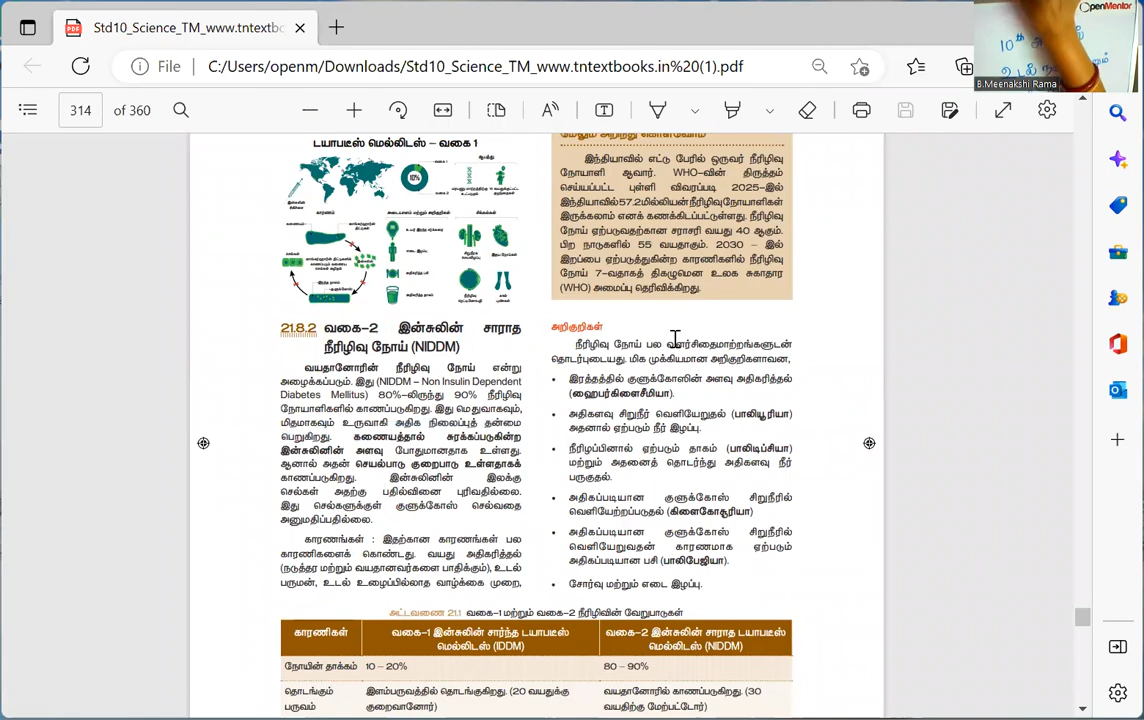 Std10_Science_TM_www.tntextbc
File
C:/Users/openm/Downloads/Std10_Science_TM_www.tntextbooks.in%20(1).pdf
OpenMentor
10th
B.Meenakshi Rama
314 of 360
டயாபடீஸ் மெல்லிடஸ் – வகை 1
10%
மேலும் அறிந்து கொள்வோம்
இந்தியாவில் எட்டு பேரில் ஒருவர் நீரிழிவு
நோயாளி ஆவார். WHO-வின் திருத்தம்
செய்யப்பட்ட புள்ளி விவரப்படி 2025-இல்
இந்தியாவில் 57.2 மில்லியன் நீரிழிவு நோயாளிகள்
இருக்கலாம் எனக் கணக்கிடப்பட்டுள்ளது. நீரிழிவு
நோய் ஏற்படுவதற்கான சராசரி வயது 40 ஆகும்.
பிற நாடுகளில் 55 வயதாகும். 2030 – இல்
இறப்பை ஏற்படுத்துகின்ற காரணிகளில் நீரிழிவு
நோய் 7-வதாகத் திகழுமென உலக சுகாதார
(WHO) அமைப்பு தெரிவிக்கிறது.
21.8.2 வகை-2 இன்சுலின் சாராத
நீரிழிவு நோய் (NIDDM)
வயதானோரின் நீரிழிவு நோய் என்று
அழைக்கப்படும். இது (NIDDM – Non Insulin Dependent
Diabetes Mellitus) 80%-லிருந்து 90% நீரிழிவு
நோயாளிகளில் காணப்படுகிறது. இது மெதுவாகவும்,
மிதமாகவும் உருவாகி அதிக நிலைப்புத் தன்மை
பெறுகிறது. கணையத்தால் சுரக்கப்படுகின்ற
இன்சுலினின் அளவு போதுமானதாக உள்ளது.
ஆனால் அதன் செயல்பாடு குறைபாடு உள்ளதாகக்
காணப்படுகிறது. இன்சுலினின் இலக்கு
செல்கள் அதற்கு பதில்வினை புரிவதில்லை.
இது செல்களுக்குள் குளுக்கோஸ் செல்வதை
அனுமதிப்பதில்லை.
காரணங்கள் : இதற்கான காரணங்கள் பல
காரணிகளைக் கொண்டது. வயது அதிகரித்தல்
(நடுத்தர மற்றும் வயதானவர்களை பாதிக்கும்), உடல்
பருமன், உடல் உழைப்பில்லாத வாழ்க்கை முறை,
அறிகுறிகள்
நீரிழிவு நோய் பல வளர்சிதைமாற்றங்களுடன்
தொடர்புடையது. மிக முக்கியமான அறிகுறிகளாவன,
• இரத்தத்தில் குளுக்கோஸின் அளவு அதிகரித்தல்
(ஹைபர்கிளைசீமியா).
• அதிகளவு சிறுநீர் வெளியேறுதல் (பாலியூரியா)
அதனால் ஏற்படும் நீர் இழப்பு.
• நீரிழப்பினால் ஏற்படும் தாகம் (பாலிடிப்சியா)
மற்றும் அதனைத் தொடர்ந்து அதிகளவு நீர்
பருகுதல்.
• அதிகப்படியான குளுக்கோஸ் சிறுநீரில்
வெளியேற்றப்படுதல் (கிளைகோசூரியா)
• அதிகப்படியான குளுக்கோஸ் சிறுநீரில்
வெளியேறுவதன் காரணமாக ஏற்படும்
அதிகப்படியான பசி (பாலிபேஜியா).
• சோர்வு மற்றும் எடை இழப்பு.
அட்டவணை 21.1 வகை-1 மற்றும் வகை-2 நீரிழிவின் வேறுபாடுகள்
காரணிகள் வகை-1 இன்சுலின் சார்ந்த டயாபடீஸ் மெல்லிடஸ் (IDDM) வகை-2 இன்சுலின் சாராத டயாபடீஸ் மெல்லிடஸ் (NIDDM)
நோயின் தாக்கம் 10 – 20% 80 – 90%
தொடங்கும் பருவம் இளம்பருவத்தில் தொடங்குகிறது. (20 வயதுக்கு குறைவானோர்) வயதானோரில் காணப்படுகிறது. (30 வயதிற்கு மேற்பட்டோர்)